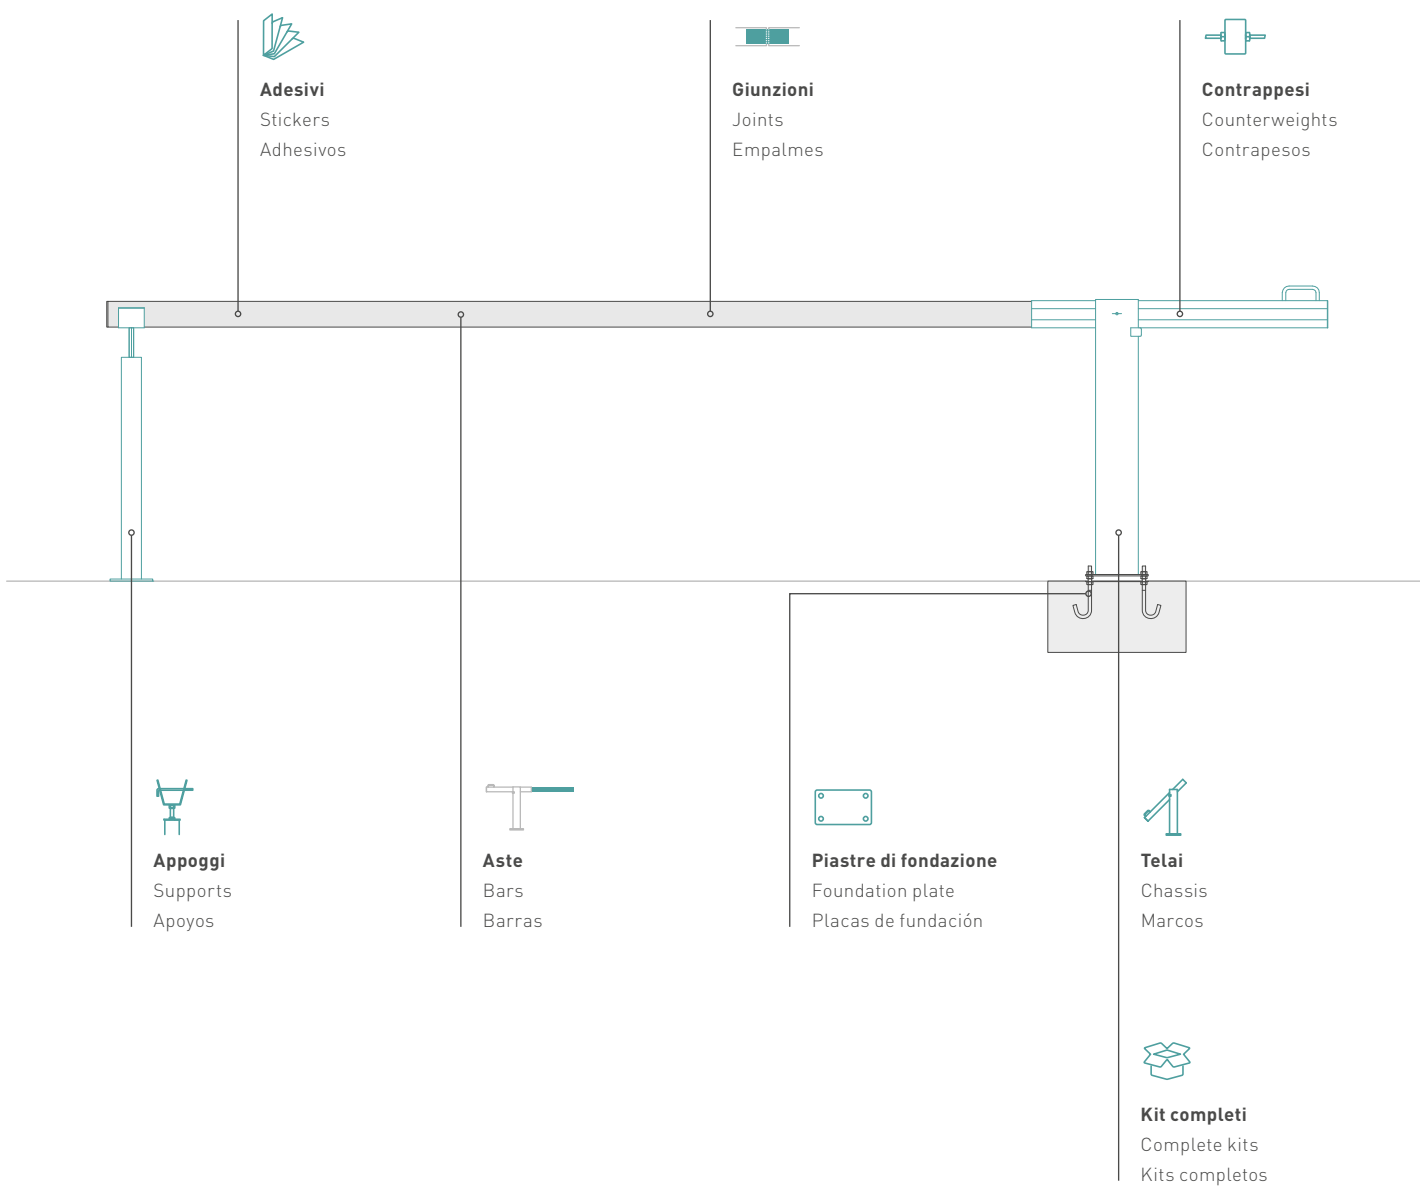 Adesivi
Stickers
Adhesivos
Giunzioni
Joints
Empalmes
Contrappesi
Counterweights
Contrapesos
Appoggi
Supports
Apoyos
Aste
Bars
Barras
Piastre di fondazione
Foundation plate
Placas de fundación
Telai
Chassis
Marcos
Kit completi
Complete kits
Kits completos